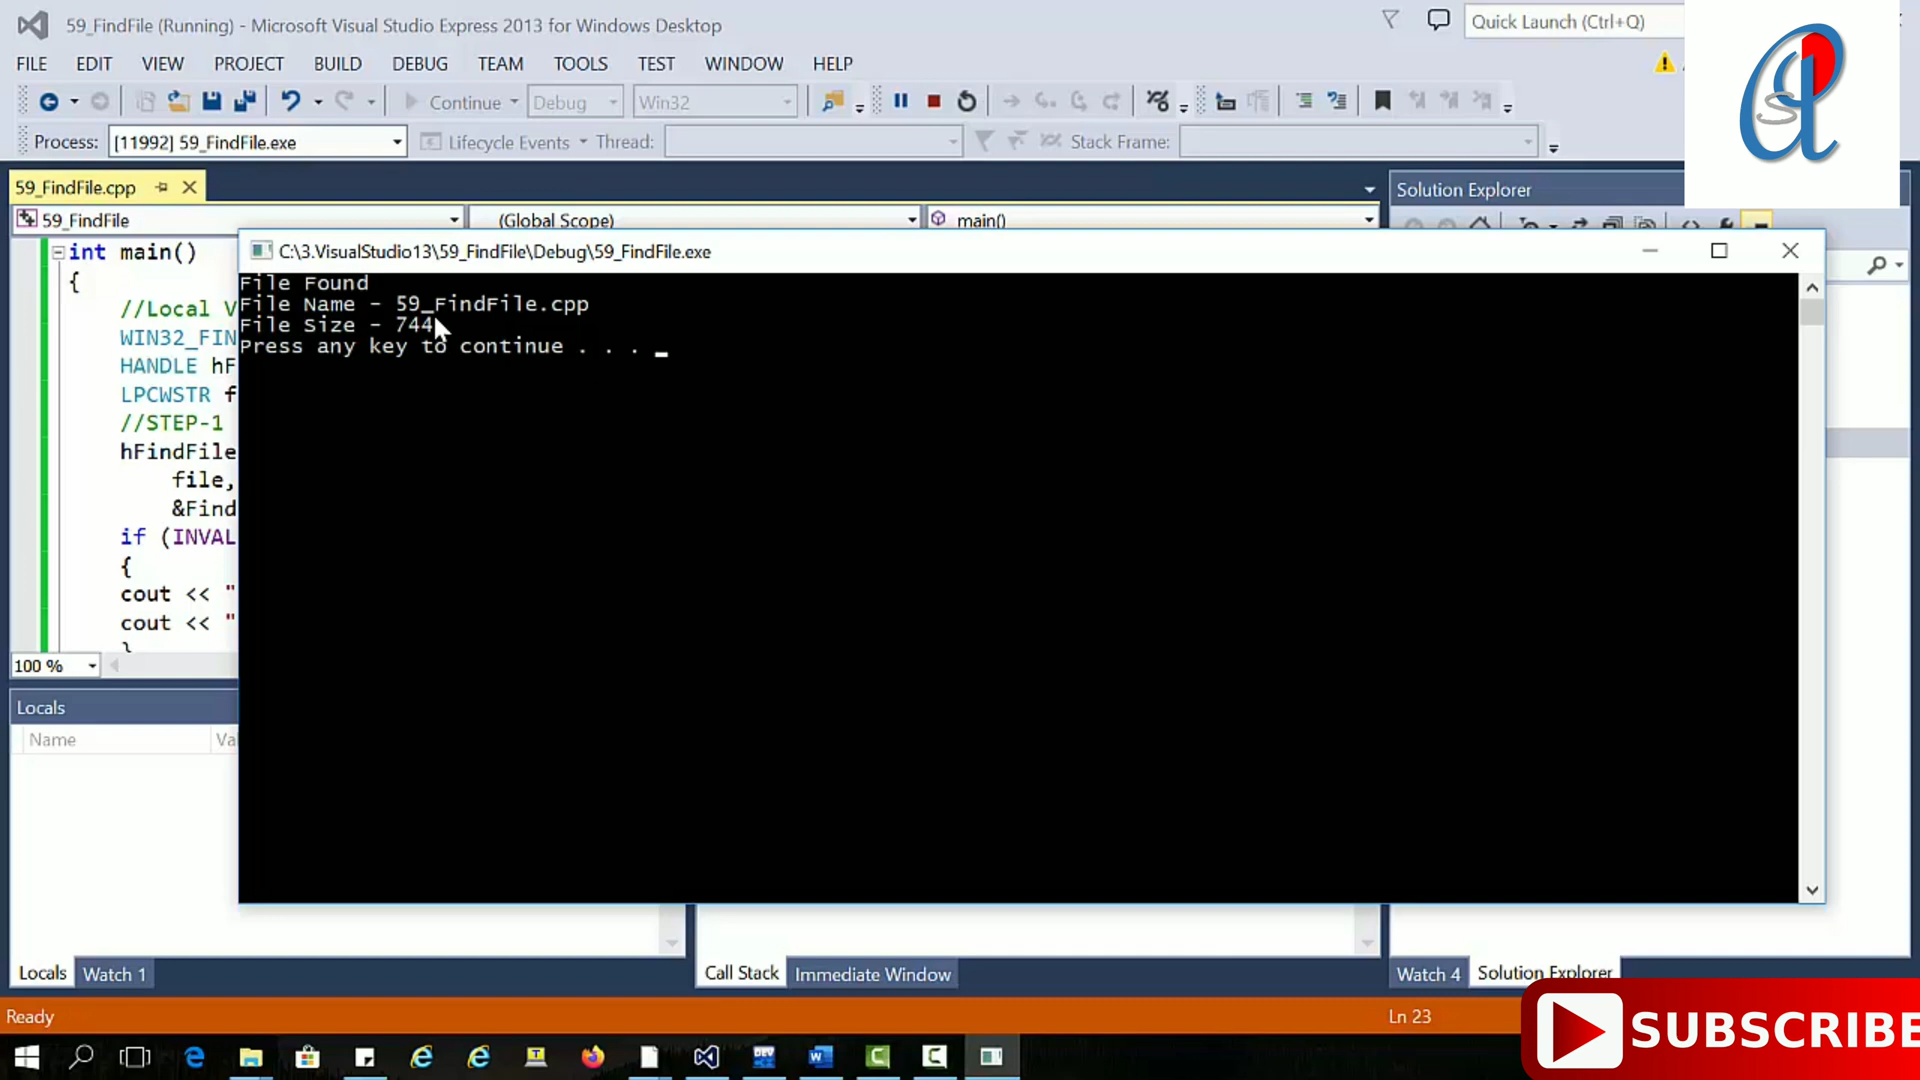 59_FindFile (Running) - Microsoft Visual Studio Express 2013 for Windows Desktop
Quick Launch (Ctrl+Q)
FILE EDIT VIEW PROJECT BUILD DEBUG TEAM TOOLS TEST WINDOW HELP
Continue Debug Win32
Process: [11992] 59_FindFile.exe Lifecycle Events Thread: Stack Frame:
59_FindFile.cpp
Solution Explorer
59_FindFile (Global Scope) main()
int main()
{
//Local V
WIN32_FIN
HANDLE hF
LPCWSTR f
//STEP-1
hFindFile
file,
&Find
if (INVAL
{
cout << "
cout << "
}
C:\3.VisualStudio13\59_FindFile\Debug\59_FindFile.exe
File Found
File Name - 59_FindFile.cpp
File Size - 744
Press any key to continue . . . _
100 %
Locals
Name Val
Locals Watch 1
Call Stack Immediate Window
Watch 4 Solution Explorer
Ready
Ln 23
SUBSCRIBE
DEV